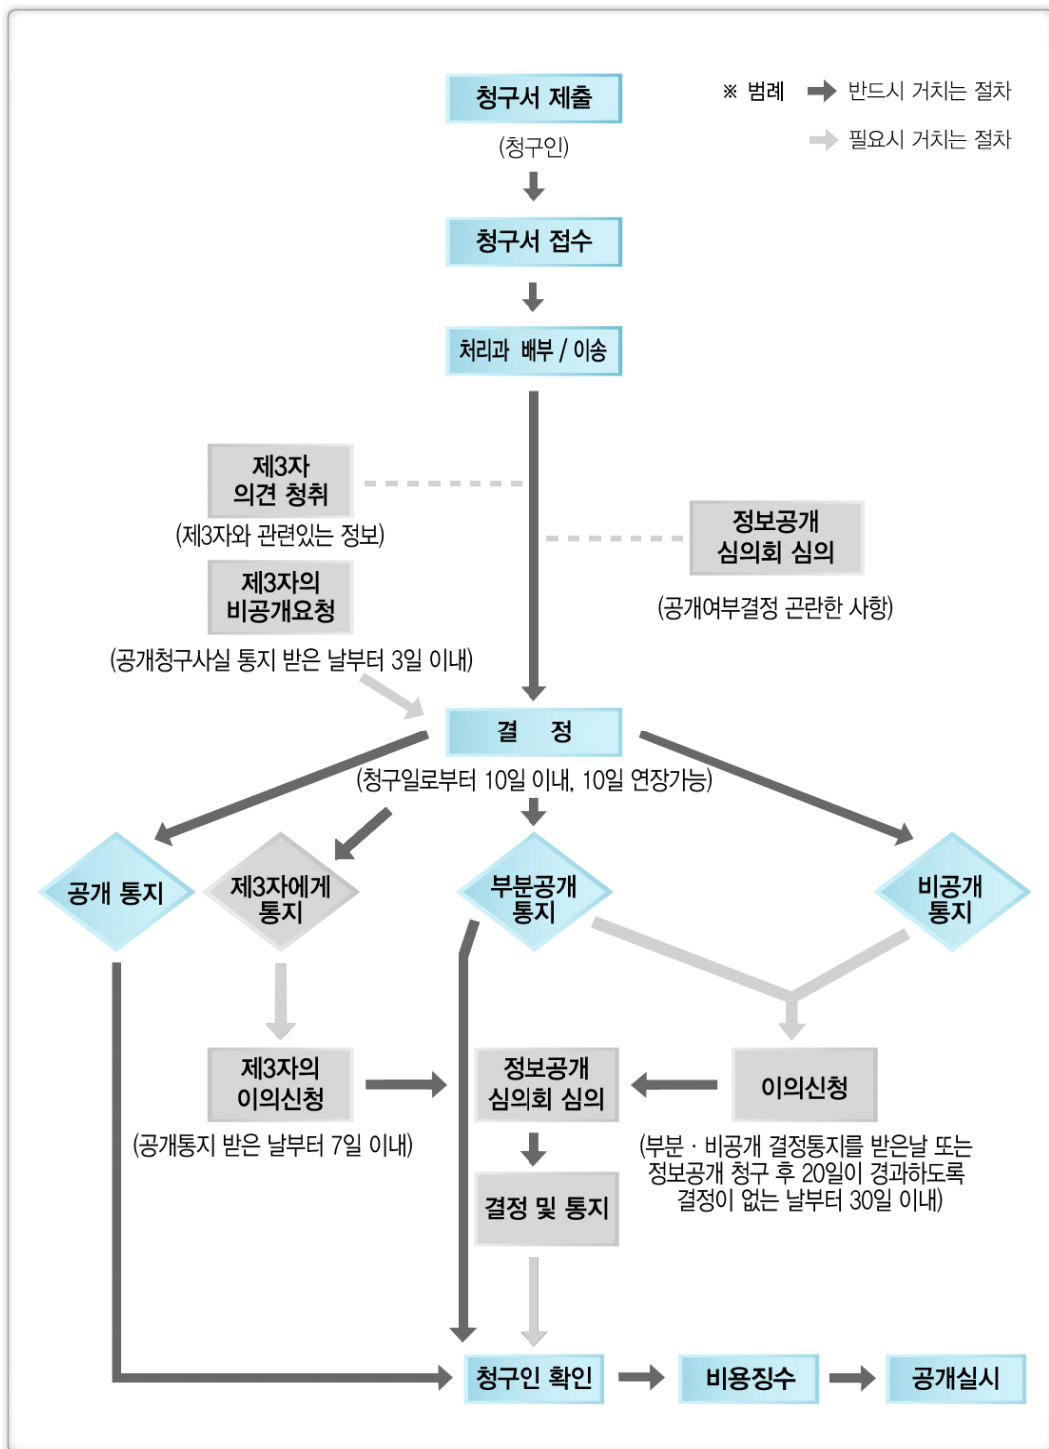 청구서 제출
※ 범례
반드시 거치는 절차
필요시 거치는 절차
(청구인)
청구서 접수
처리과 배부 / 이송
제3자
의견 청취
(제3자와 관련있는 정보)
정보공개
심의회 심의
(공개여부결정 곤란한 사항)
제3자의
비공개요청
(공개청구사실 통지 받은 날부터 3일 이내)
결 정
(청구일로부터 10일 이내, 10일 연장가능)
공개 통지
제3자에게
통지
부분공개
통지
비공개
통지
제3자의
이의신청
(공개통지 받은 날부터 7일 이내)
정보공개
심의회 심의
이의신청
(부분 · 비공개 결정통지를 받은날 또는
정보공개 청구 후 20일이 경과하도록
결정이 없는 날부터 30일 이내)
결정 및 통지
청구인 확인
비용징수
공개실시